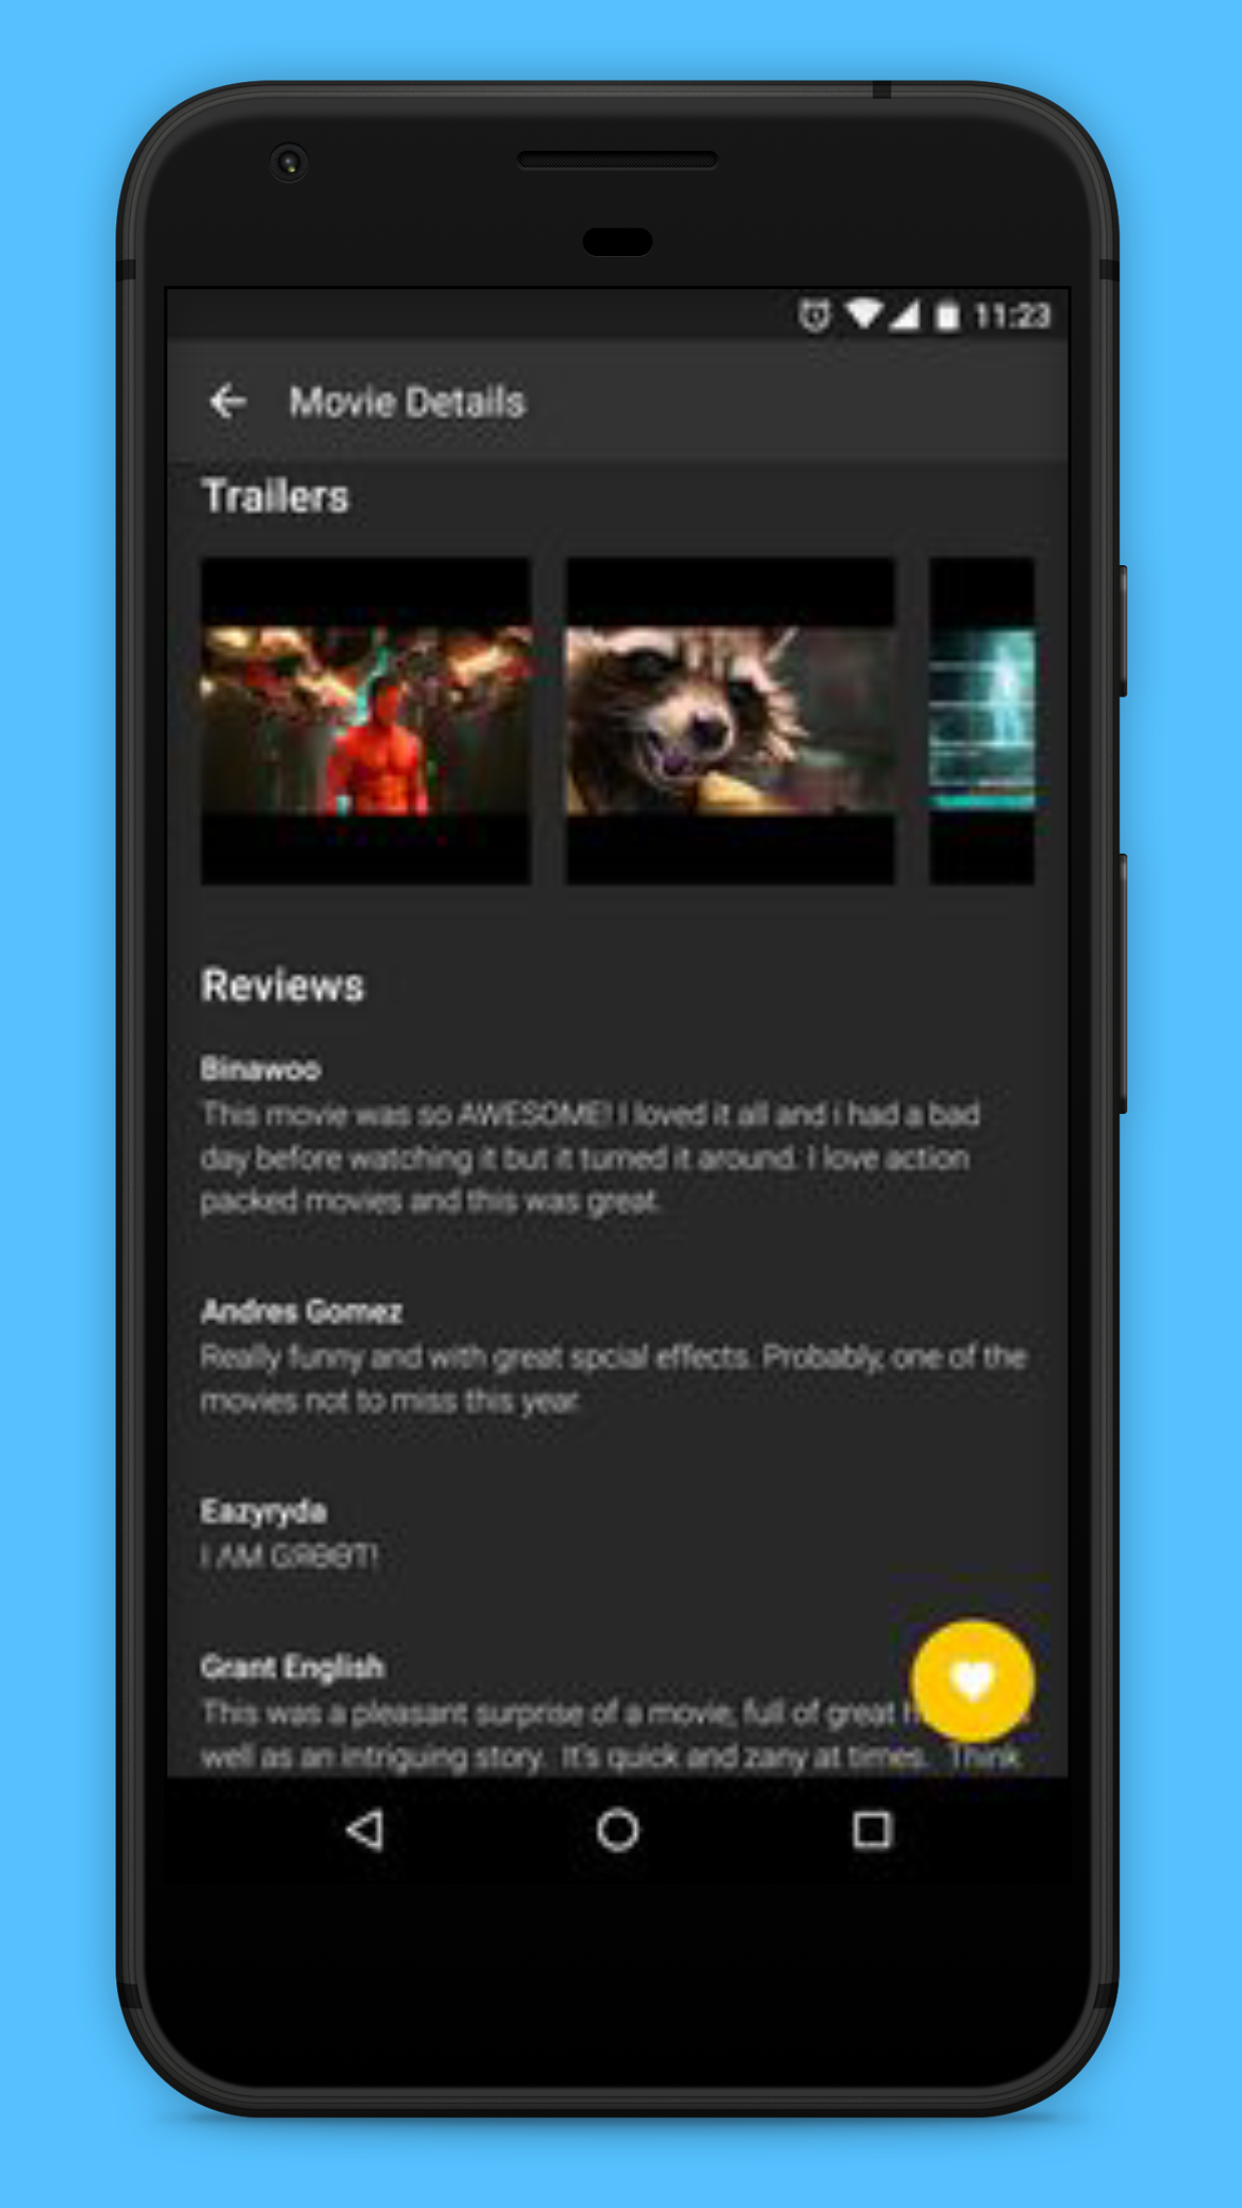 11:23
Movie Details
Trailers
Reviews
Binawoo
This movie was so AWESOME! I loved it all and i had a bad
day before watching it but it turned it around. I love action
packed movies and this was great.
Andres Gomez
Really funny and with great spcial effects. Probably, one of the
movies not to miss this year.
Eazyryda
I ΛM GЯѲѲT!
Grant English
This was a pleasant surprise of a movie, full of great
well as an intriguing story. It's quick and zany at times. Think